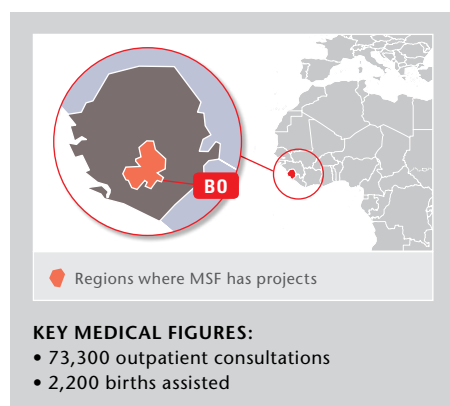 BO
Regions where MSF has projects
KEY MEDICAL FIGURES:
• 73,300 outpatient consultations
• 2,200 births assisted